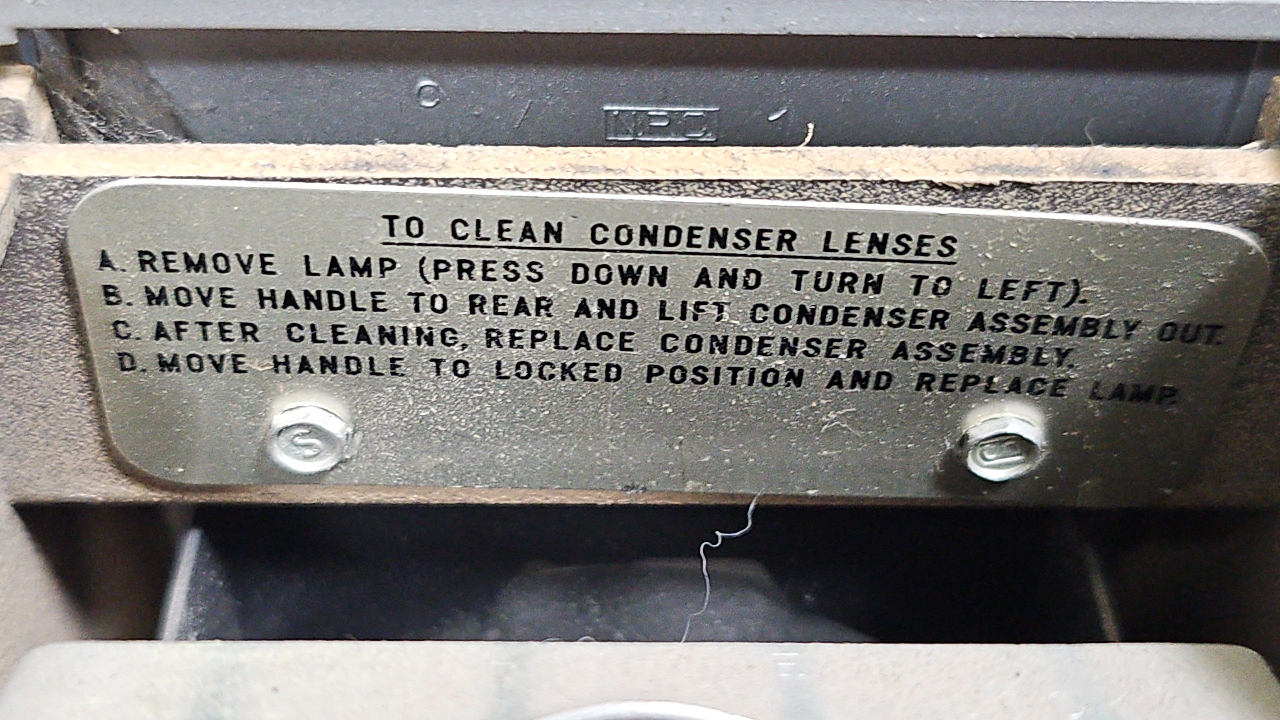 C
N.P.C.
TO CLEAN CONDENSER LENSES
A. REMOVE LAMP (PRESS DOWN AND TURN TO LEFT).
B. MOVE HANDLE TO REAR AND LIFT CONDENSER ASSEMBLY OUT.
C. AFTER CLEANING, REPLACE CONDENSER ASSEMBLY.
D. MOVE HANDLE TO LOCKED POSITION AND REPLACE LAMP.
S